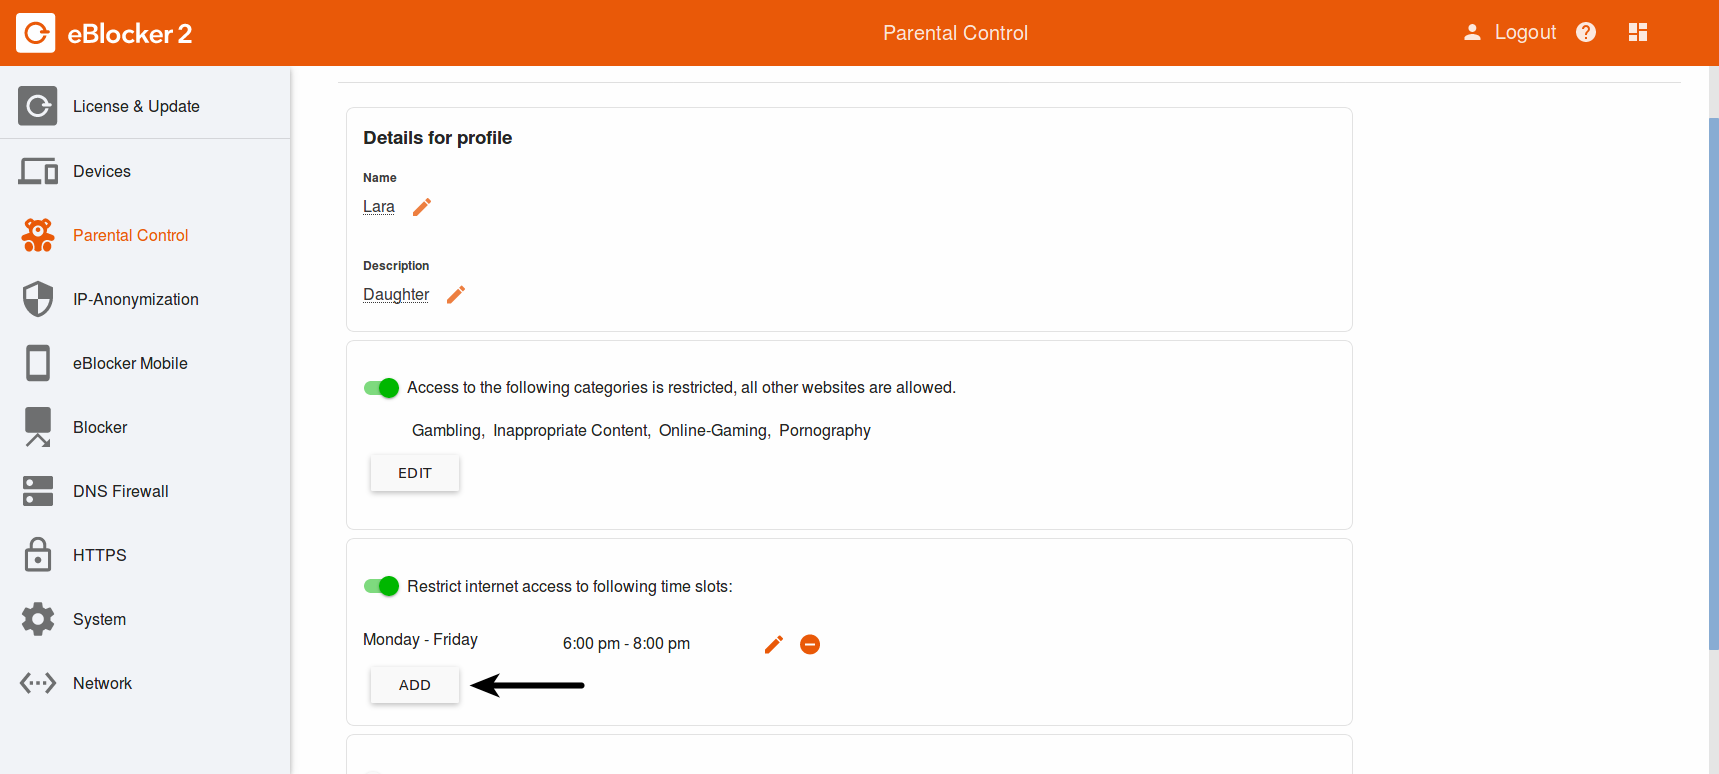 eBlocker 2
Parental Control
Logout
License & Update
Devices
Parental Control
IP-Anonymization
eBlocker Mobile
Blocker
DNS Firewall
HTTPS
System
Network
Details for profile
Name
Lara
Description
Daughter
Access to the following categories is restricted, all other websites are allowed.
Gambling, Inappropriate Content, Online-Gaming, Pornography
EDIT
Restrict internet access to following time slots:
Monday - Friday 6:00 pm - 8:00 pm
ADD